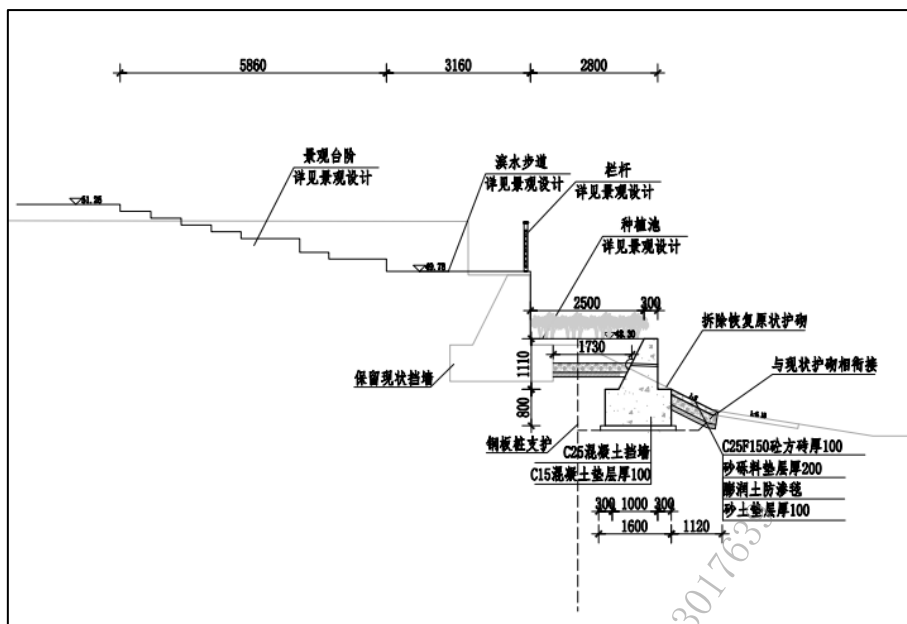 5860
3160
2800
景观台阶
详见景观设计
滨水步道
详见景观设计
栏杆
详见景观设计
种植池
详见景观设计
51.25
49.75
2500
300
48.30
拆除恢复原状护砌
1730
1110
与现状护砌相衔接
保留现状挡墙
800
钢板桩支护
C25混凝土挡墙
C15混凝土垫层厚100
C25F150砼方砖厚100
砂砾料垫层厚200
膨润土防渗毯
砂土垫层厚100
300
1000
300
1600
1120